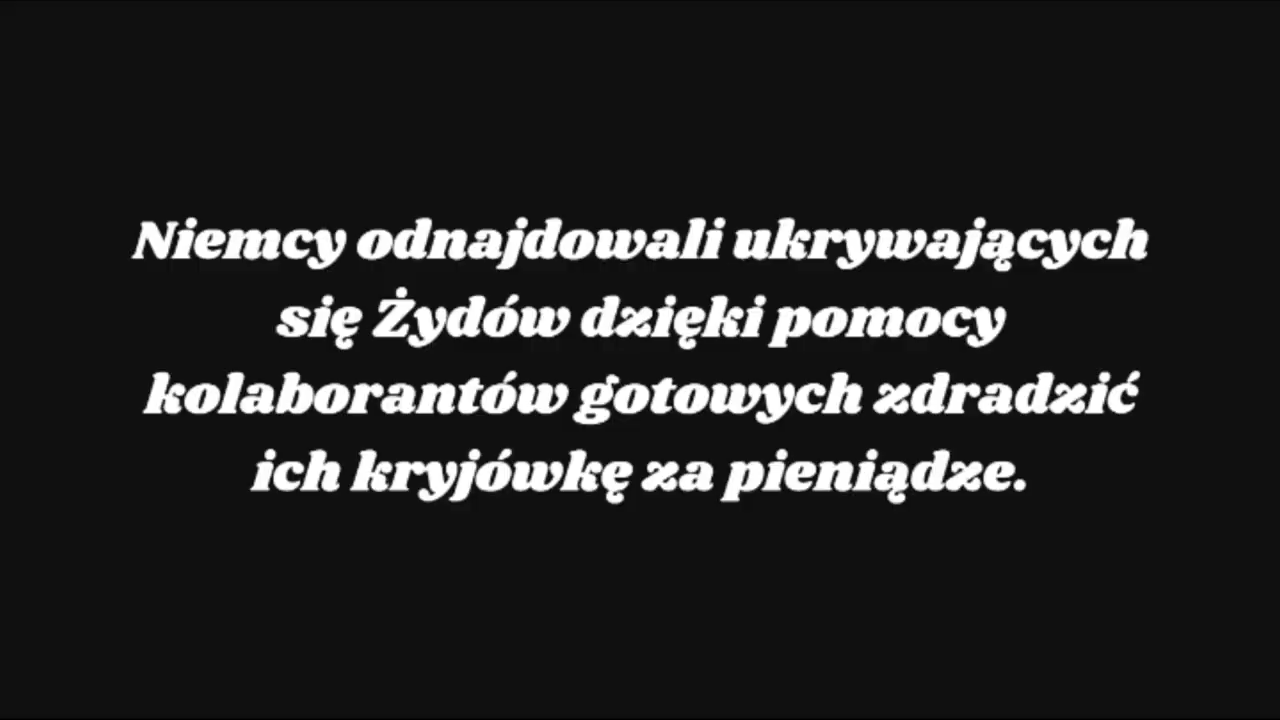 Niemcy odnajdowali ukrywających
się Żydów dzięki pomocy
kolaborantów gotowych zdradzić
ich kryjówkę za pieniądze.